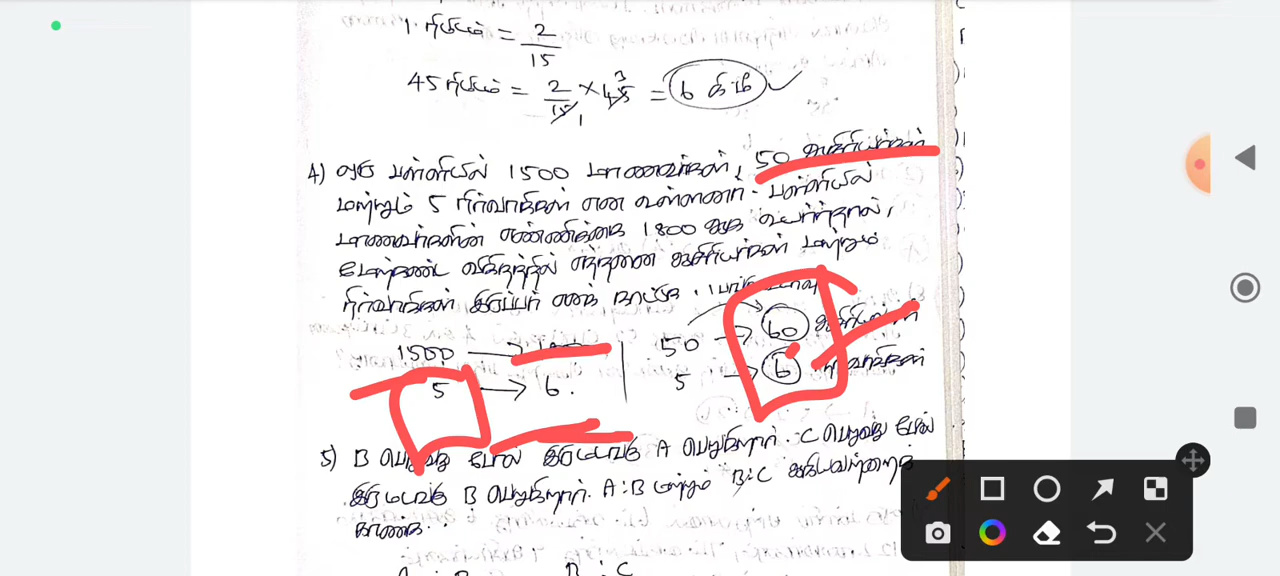 1 நிமிடம் = 2/15
45 நிமிடம் = 2/15 × 45 = 6 கி.மீ
4) ஒரு பள்ளியில் 1500 மாணவர்கள், 50 ஆசிரியர்கள்
மற்றும் 5 நிர்வாகிகள் என உள்ளனர். பள்ளியில்
மாணவர்களின் எண்ணிக்கை 1800 ஆக உயர்ந்தால்,
மேற்கண்ட விகிதத்தில் எத்தனை ஆசிரியர்கள் மற்றும்
நிர்வாகிகள் இருப்பர் எனக் காட்டுக.
1500 → 50 → 60 ஆசிரியர்கள்
5 → 6. 5 → 6 நிர்வாகிகள்
5) B பெறுவது போல் இருமடங்கு A பெறுகிறார். C பெறுவது போல்
இருமடங்கு B பெறுகிறார். A:B மற்றும் B:C ஆகியவற்றைக்
காண்க.
A : B B : C